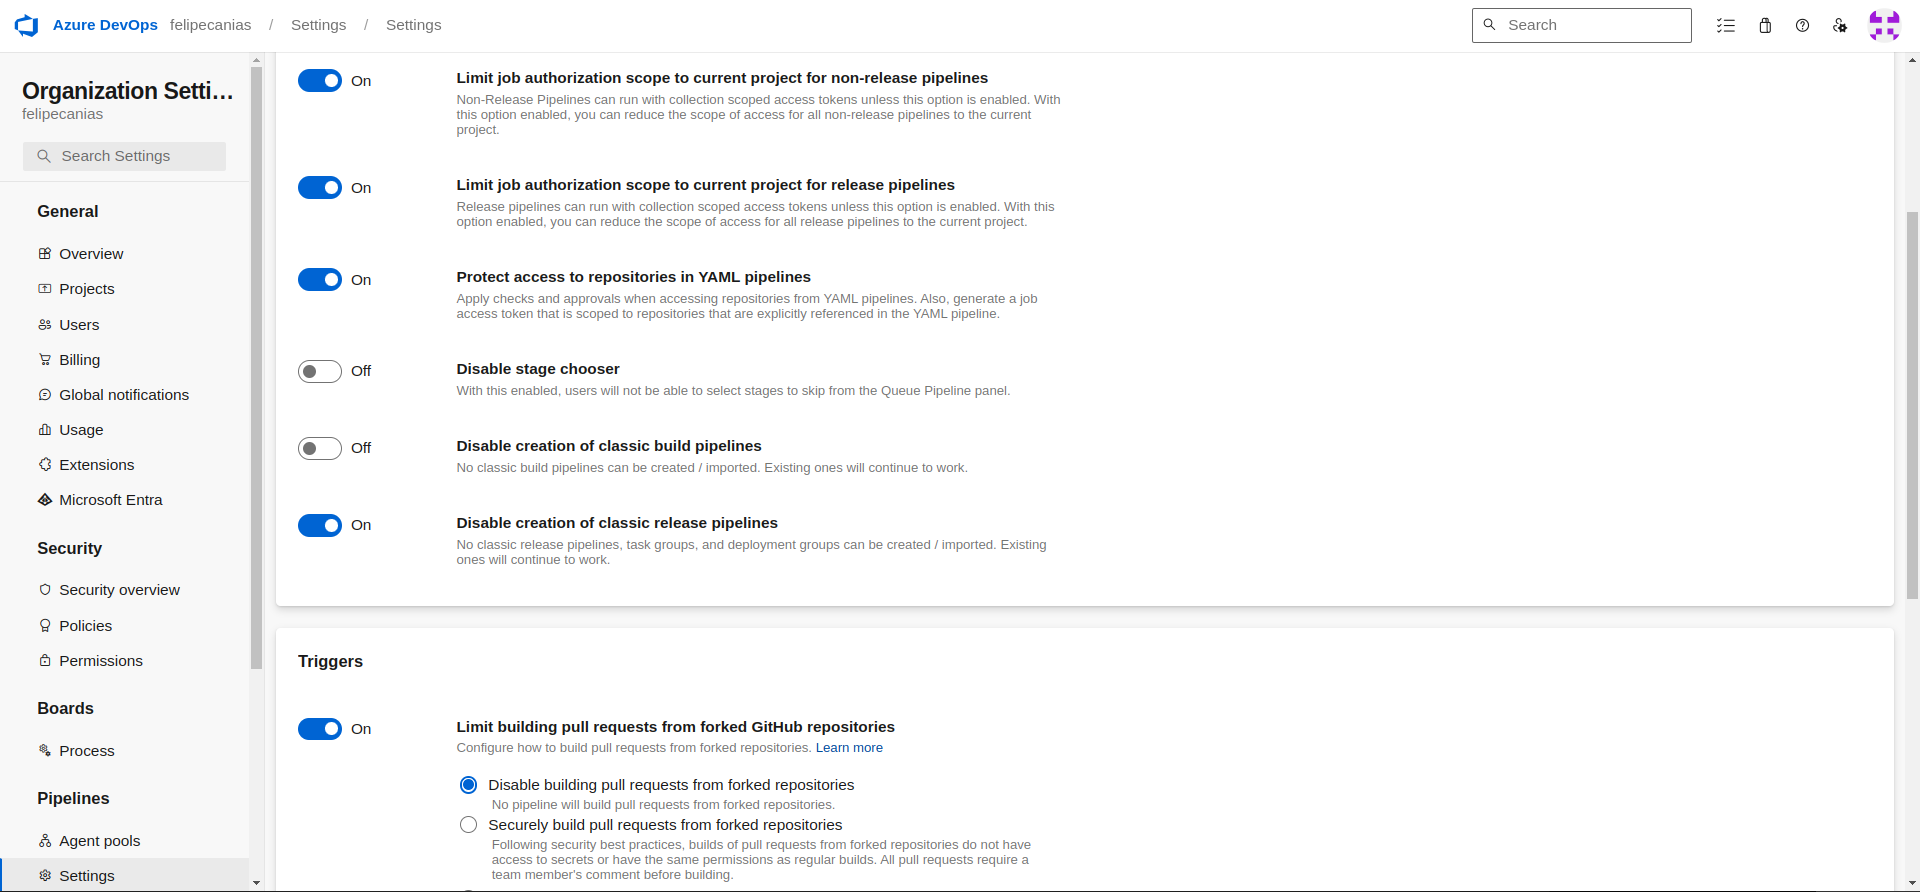 Azure DevOps felipecanias / Settings / Settings
Search
Organization Setti…
felipecanias
Search Settings
General
Overview
Projects
Users
Billing
Global notifications
Usage
Extensions
Microsoft Entra
Security
Security overview
Policies
Permissions
Boards
Process
Pipelines
Agent pools
Settings
On
Limit job authorization scope to current project for non-release pipelines
Non-Release Pipelines can run with collection scoped access tokens unless this option is enabled. With
this option enabled, you can reduce the scope of access for all non-release pipelines to the current
project.
On
Limit job authorization scope to current project for release pipelines
Release pipelines can run with collection scoped access tokens unless this option is enabled. With this
option enabled, you can reduce the scope of access for all release pipelines to the current project.
On
Protect access to repositories in YAML pipelines
Apply checks and approvals when accessing repositories from YAML pipelines. Also, generate a job
access token that is scoped to repositories that are explicitly referenced in the YAML pipeline.
Off
Disable stage chooser
With this enabled, users will not be able to select stages to skip from the Queue Pipeline panel.
Off
Disable creation of classic build pipelines
No classic build pipelines can be created / imported. Existing ones will continue to work.
On
Disable creation of classic release pipelines
No classic release pipelines, task groups, and deployment groups can be created / imported. Existing
ones will continue to work.
Triggers
On
Limit building pull requests from forked GitHub repositories
Configure how to build pull requests from forked repositories. Learn more
Disable building pull requests from forked repositories
No pipeline will build pull requests from forked repositories.
Securely build pull requests from forked repositories
Following security best practices, builds of pull requests from forked repositories do not have
access to secrets or have the same permissions as regular builds. All pull requests require a
team member's comment before building.